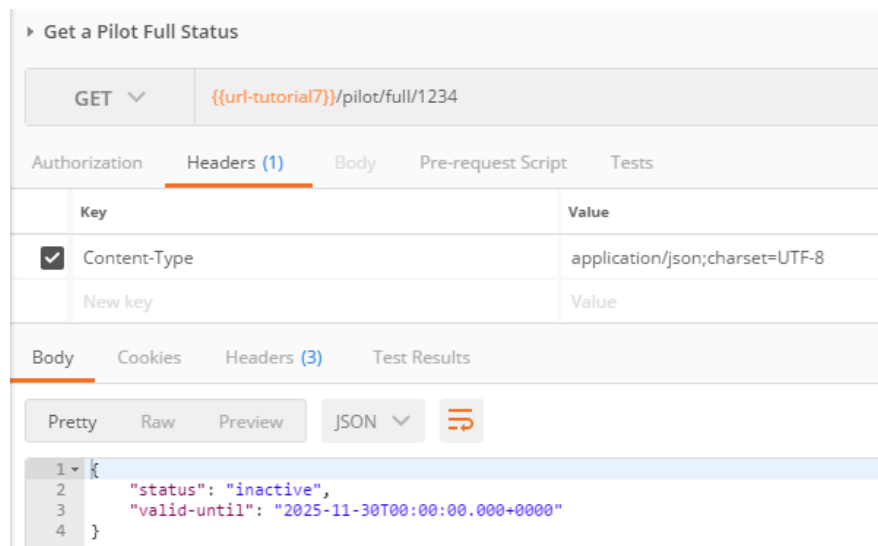 Get a Pilot Full Status
GET {{url-tutorial7}}/pilot/full/1234
Authorization Headers (1) Body Pre-request Script Tests
Key Value
Content-Type application/json;charset=UTF-8
New key Value
Body Cookies Headers (3) Test Results
Pretty Raw Preview JSON
1 {
2 "status": "inactive",
3 "valid-until": "2025-11-30T00:00:00.000+0000"
4 }